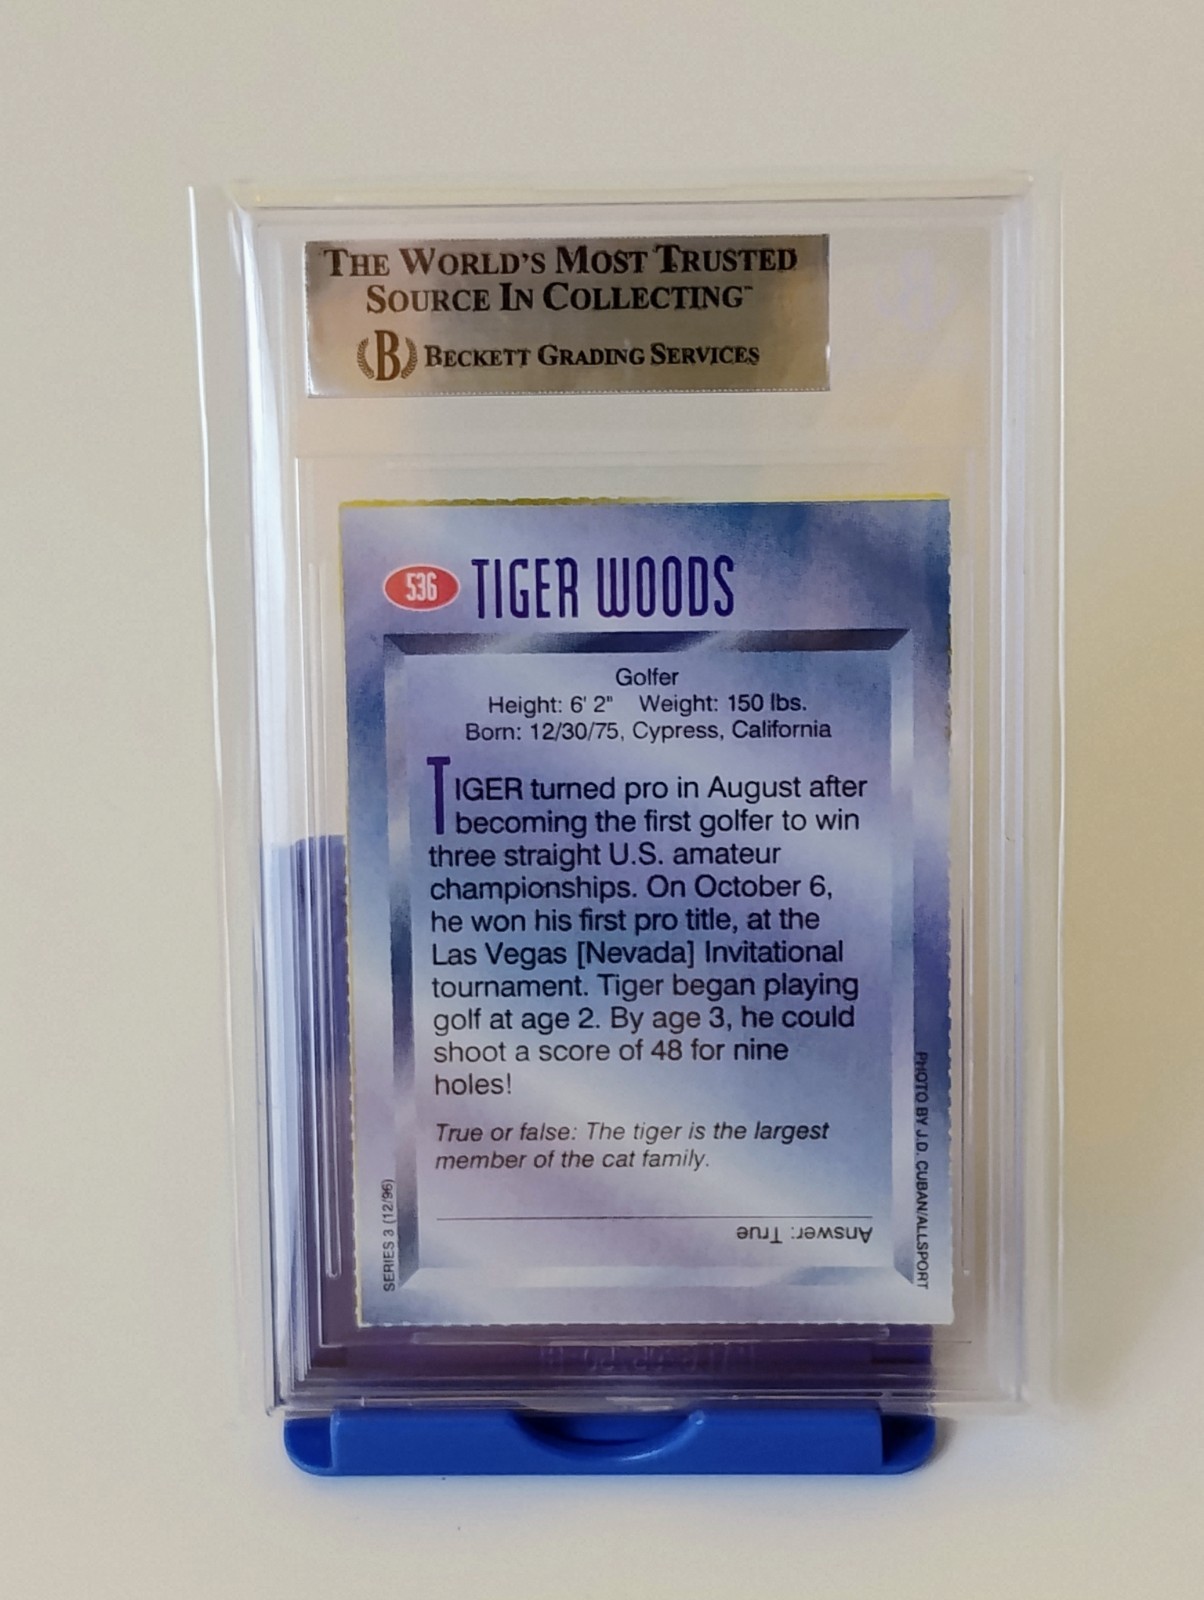 THE WORLD'S MOST TRUSTED
SOURCE IN COLLECTING™
B BECKETT GRADING SERVICES
536 TIGER WOODS
Golfer
Height: 6' 2" Weight: 150 lbs.
Born: 12/30/75, Cypress, California
TIGER turned pro in August after
becoming the first golfer to win
three straight U.S. amateur
championships. On October 6,
he won his first pro title, at the
Las Vegas [Nevada] Invitational
tournament. Tiger began playing
golf at age 2. By age 3, he could
shoot a score of 48 for nine
holes!
True or false: The tiger is the largest
member of the cat family.
Answer: True
SERIES 3 (12/96)
PHOTO BY J.D. CUBAN/ALLSPORT